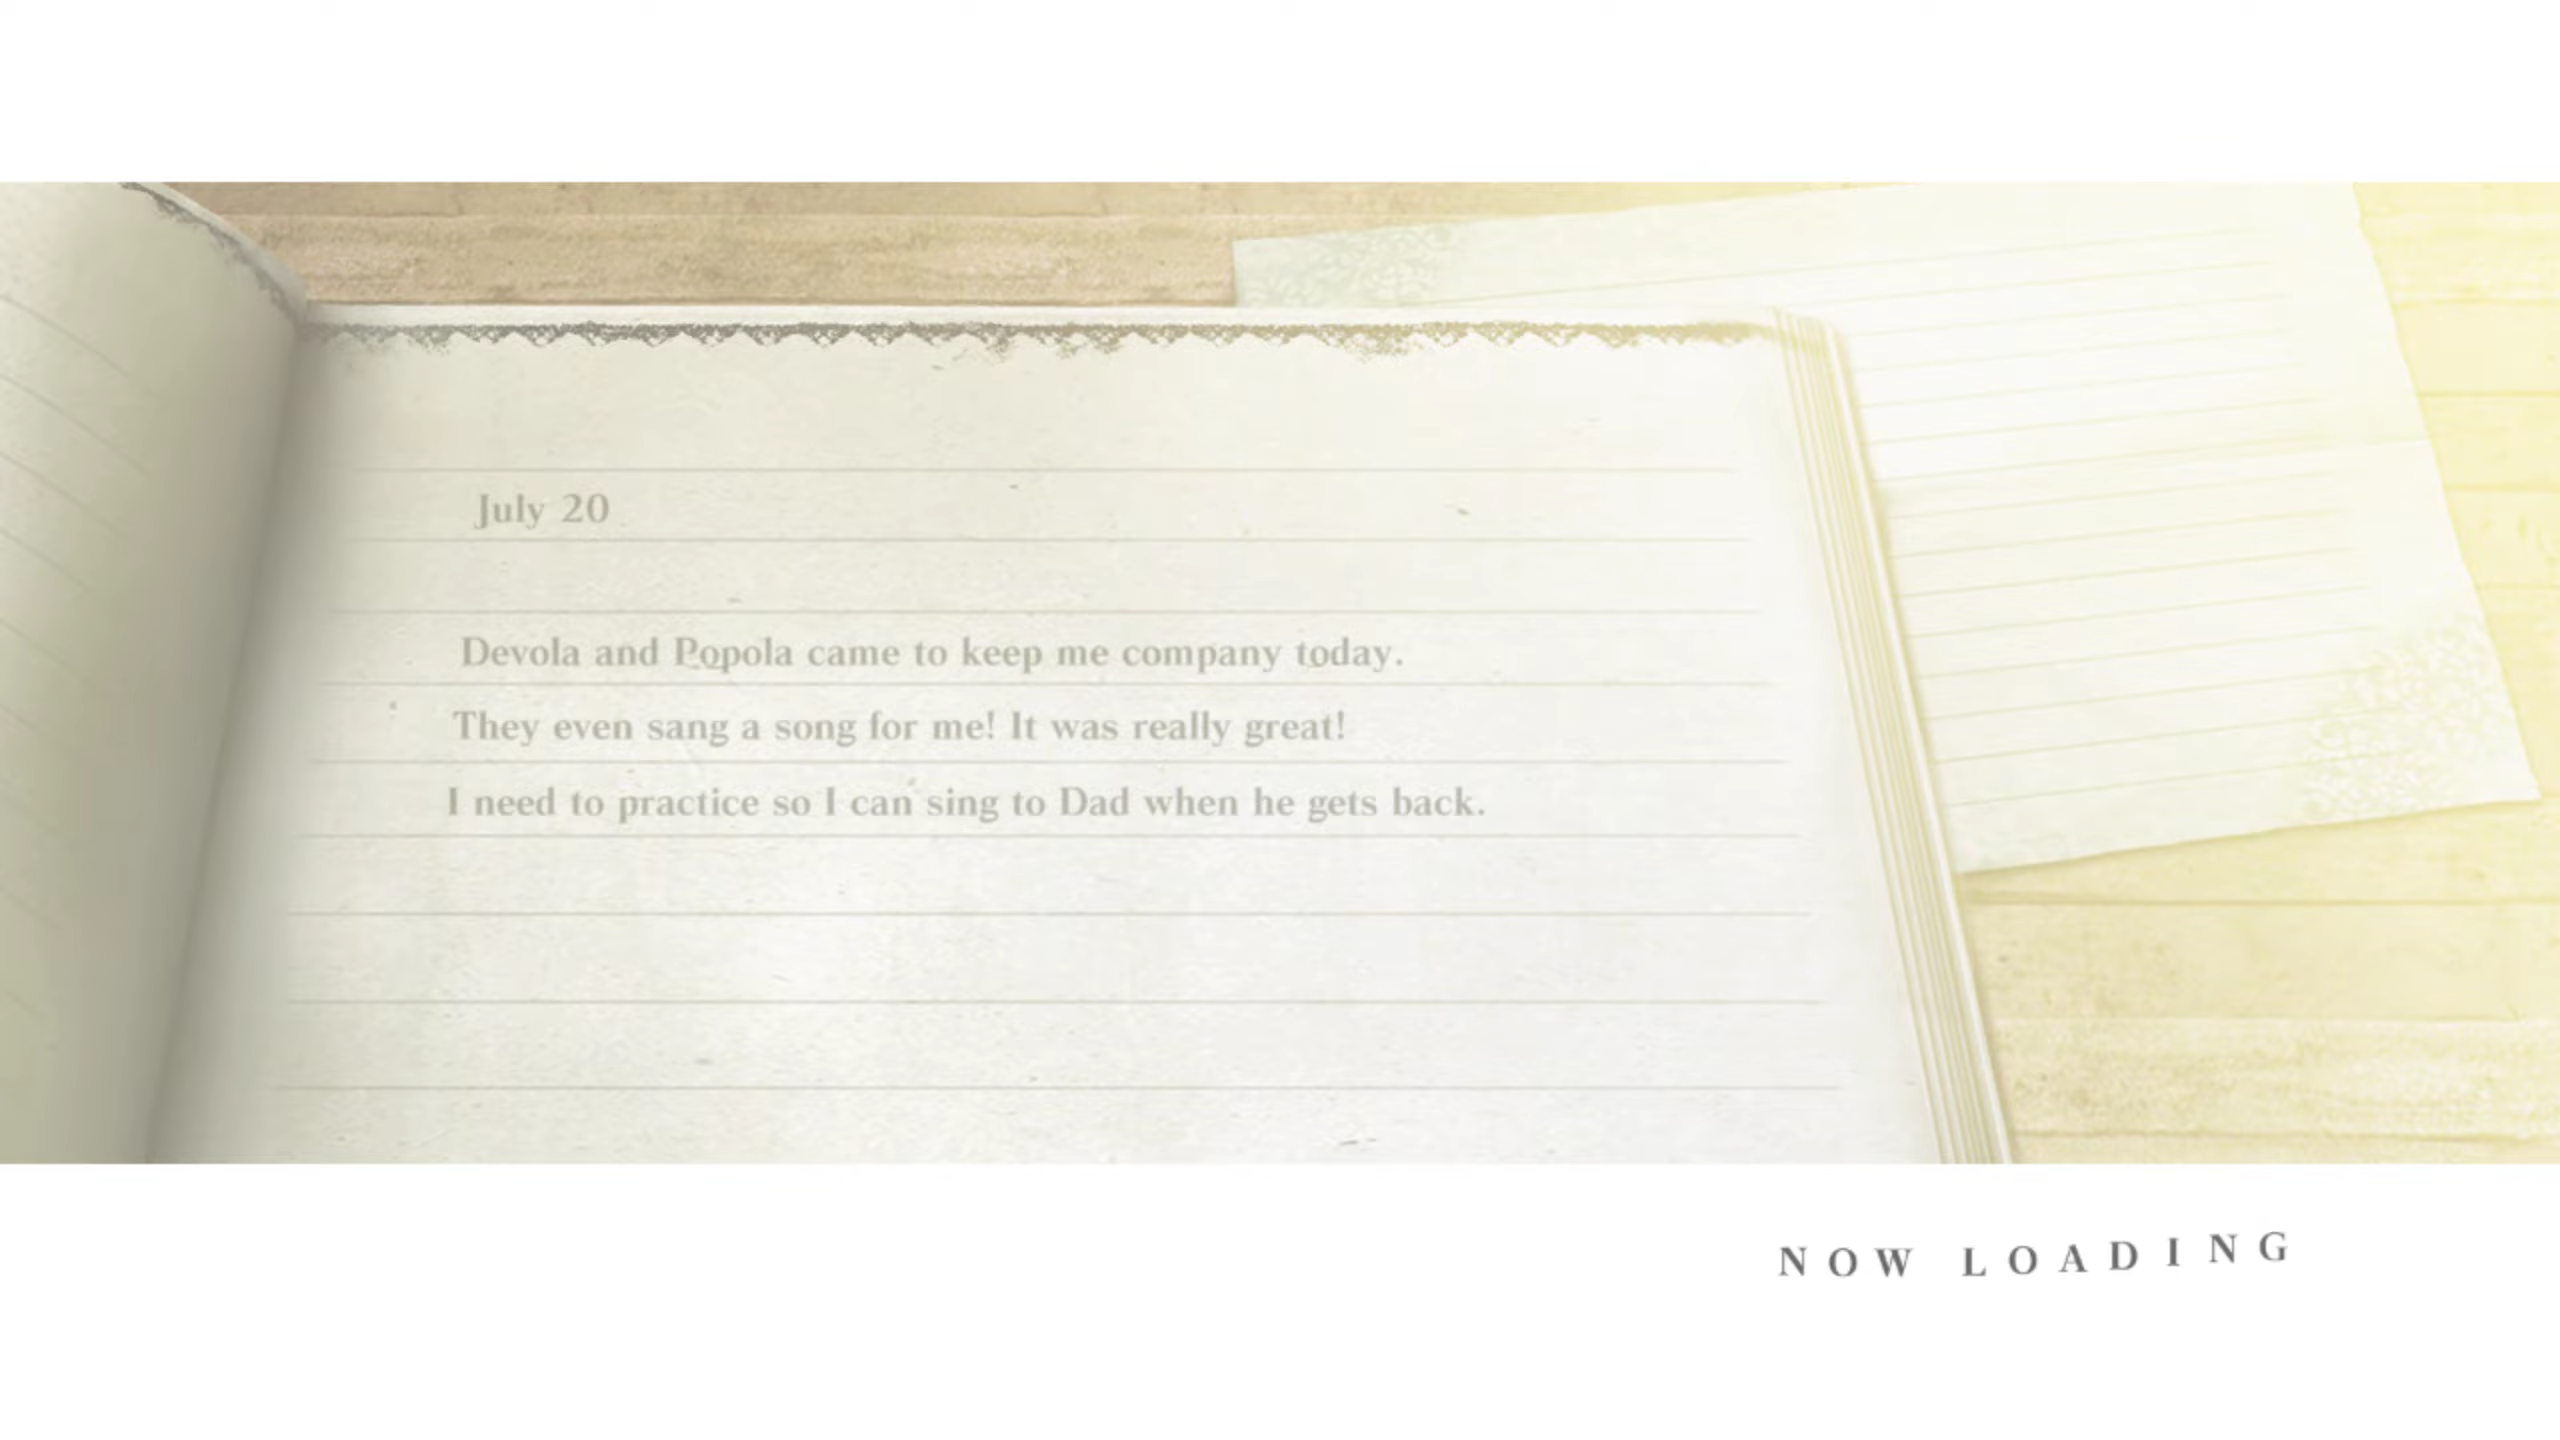 July 20
Devola and Popola came to keep me company today.
They even sang a song for me! It was really great!
I need to practice so I can sing to Dad when he gets back.
NOW LOADING